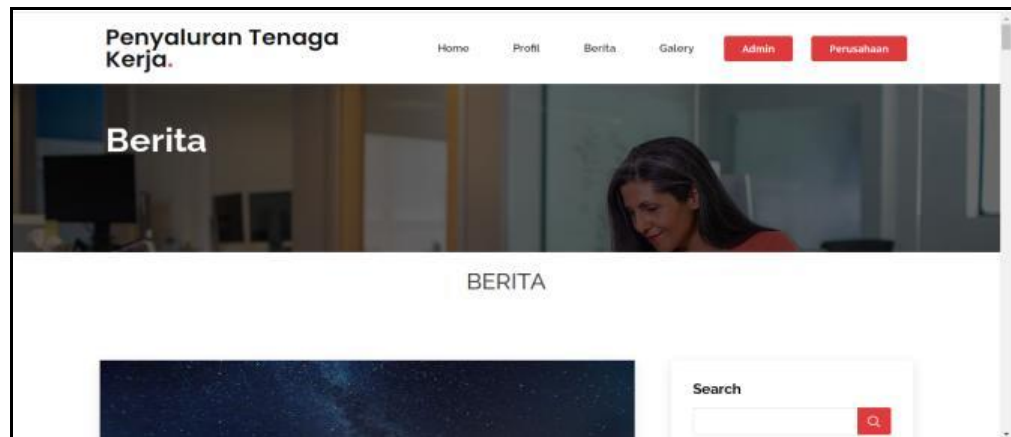 Penyaluran Tenaga
Kerja.
Home Profil Berita Galery Admin Perusahaan
Berita
BERITA
Search